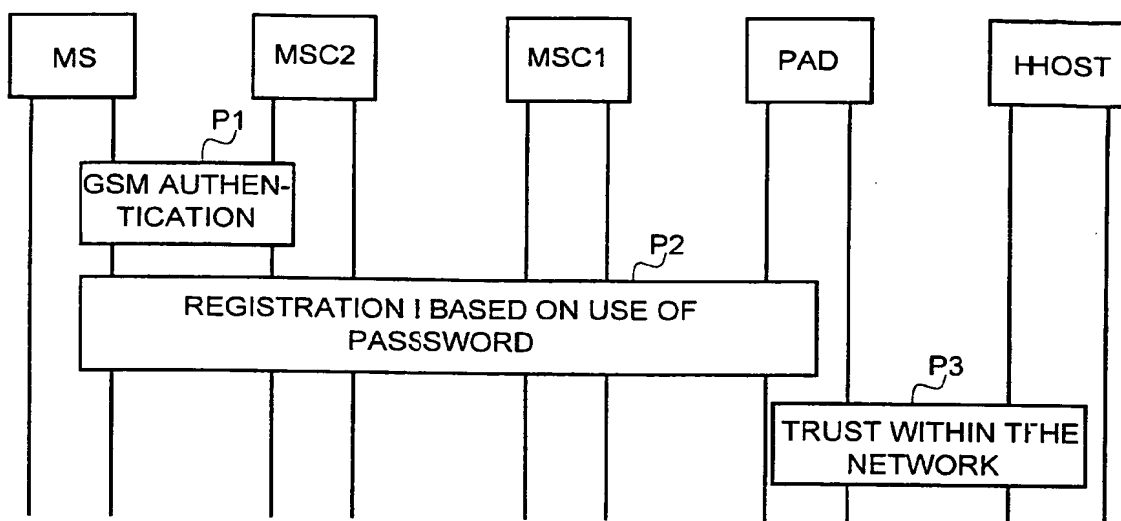 MS MSC2 MSC1 PAD HHOST
P1
GSM AUTHEN-
TICATION
P2
REGISTRATION I BASED ON USE OF
PASSSWORD
P3
TRUST WITHIN TFHE
NETWORK